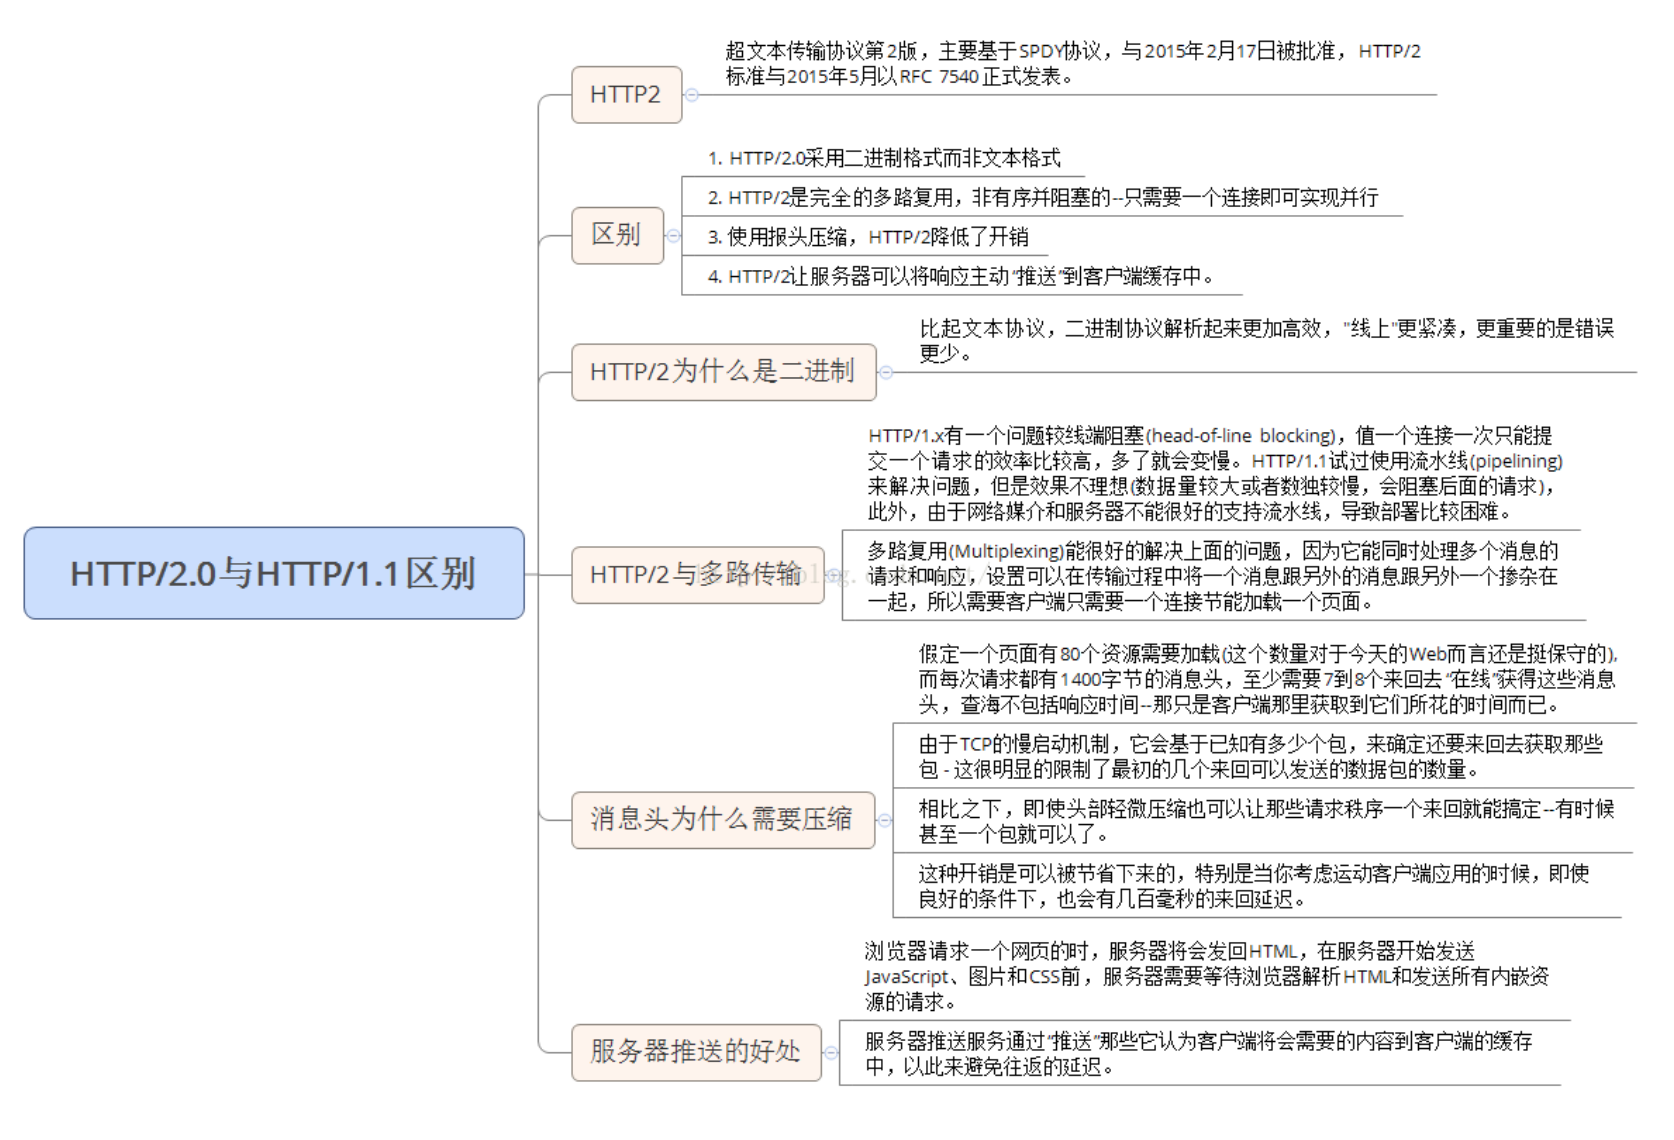 超文本传输协议第2版，主要基于SPDY协议，与2015年2月17日被批准，HTTP/2
标准与2015年5月以RFC 7540正式发表。
HTTP2
1. HTTP/2.0采用二进制格式而非文本格式
2. HTTP/2是完全的多路复用，非有序并阻塞的--只需要一个连接即可实现并行
区别
3. 使用报头压缩，HTTP/2降低了开销
4. HTTP/2让服务器可以将响应主动“推送”到客户端缓存中。
比起文本协议，二进制协议解析起来更加高效，"线上"更紧凑，更重要的是错误
更少。
HTTP/2为什么是二进制
HTTP/1.x有一个问题较线端阻塞(head-of-line blocking)，值一个连接一次只能提
交一个请求的效率比较高，多了就会变慢。HTTP/1.1试过使用流水线(pipelining)
来解决问题，但是效果不理想(数据量较大或者数独较慢，会阻塞后面的请求)，
此外，由于网络媒介和服务器不能很好的支持流水线，导致部署比较困难。
HTTP/2.0与HTTP/1.1区别
HTTP/2与多路传输
多路复用(Multiplexing)能很好的解决上面的问题，因为它能同时处理多个消息的
请求和响应，设置可以在传输过程中将一个消息跟另外的消息跟另外一个掺杂在
一起，所以需要客户端只需要一个连接节能加载一个页面。
假定一个页面有80个资源需要加载(这个数量对于今天的Web而言还是挺保守的),
而每次请求都有1400字节的消息头，至少需要7到8个来回去“在线”获得这些消息
头，查海不包括响应时间--那只是客户端那里获取到它们所花的时间而已。
由于TCP的慢启动机制，它会基于已知有多少个包，来确定还要来回去获取那些
包 - 这很明显的限制了最初的几个来回可以发送的数据包的数量。
消息头为什么需要压缩
相比之下，即使头部轻微压缩也可以让那些请求秩序一个来回就能搞定--有时候
甚至一个包就可以了。
这种开销是可以被节省下来的，特别是当你考虑运动客户端应用的时候，即使
良好的条件下，也会有几百毫秒的来回延迟。
浏览器请求一个网页的时，服务器将会发回HTML，在服务器开始发送
JavaScript、图片和CSS前，服务器需要等待浏览器解析HTML和发送所有内嵌资
源的请求。
服务器推送的好处
服务器推送服务通过“推送”那些它认为客户端将会需要的内容到客户端的缓存
中，以此来避免往返的延迟。